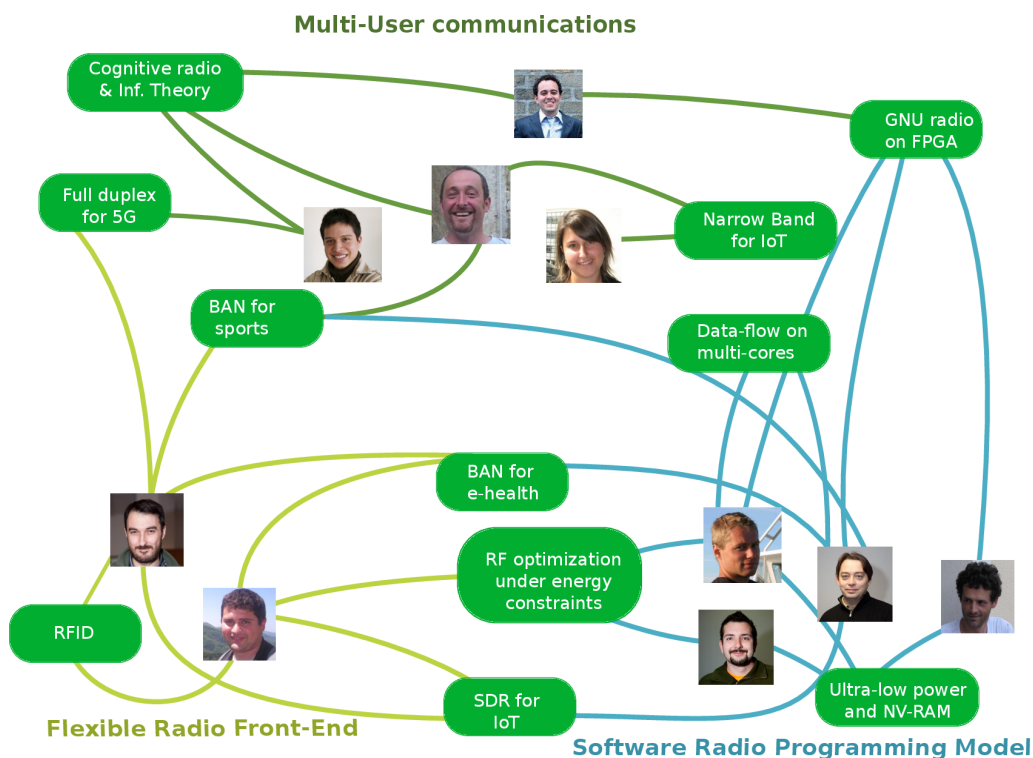 Multi-User communications
Cognitive radio
& Inf. Theory
GNU radio
on FPGA
Full duplex
for 5G
Narrow Band
for IoT
BAN for
sports
Data-flow on
multi-cores
BAN for
e-health
RF optimization
under energy
constraints
RFID
SDR for
IoT
Ultra-low power
and NV-RAM
Flexible Radio Front-End
Software Radio Programming Model